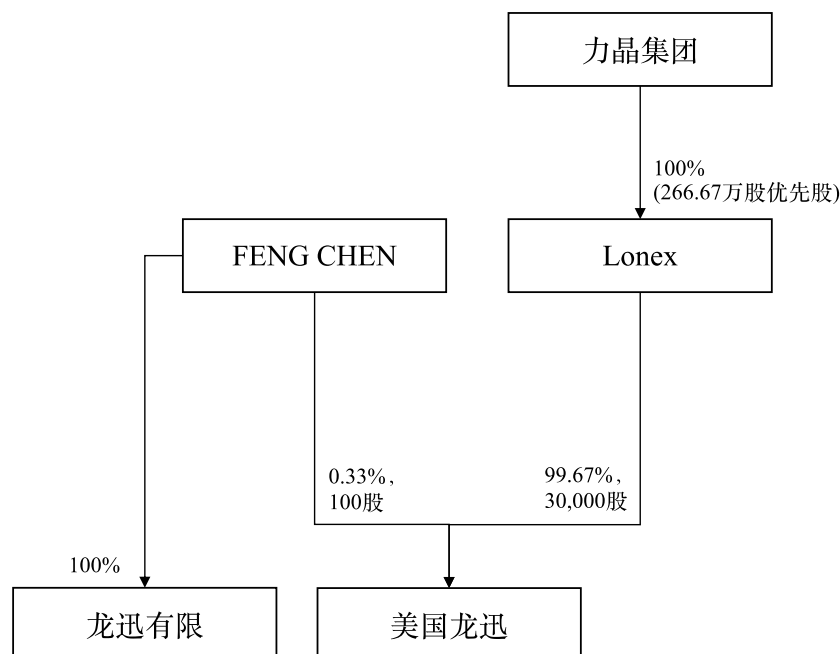 力晶集团
100%
(266.67万股优先股)
FENG CHEN
Lonex
0.33%，
100股
99.67%，
30,000股
100%
龙迅有限
美国龙迅